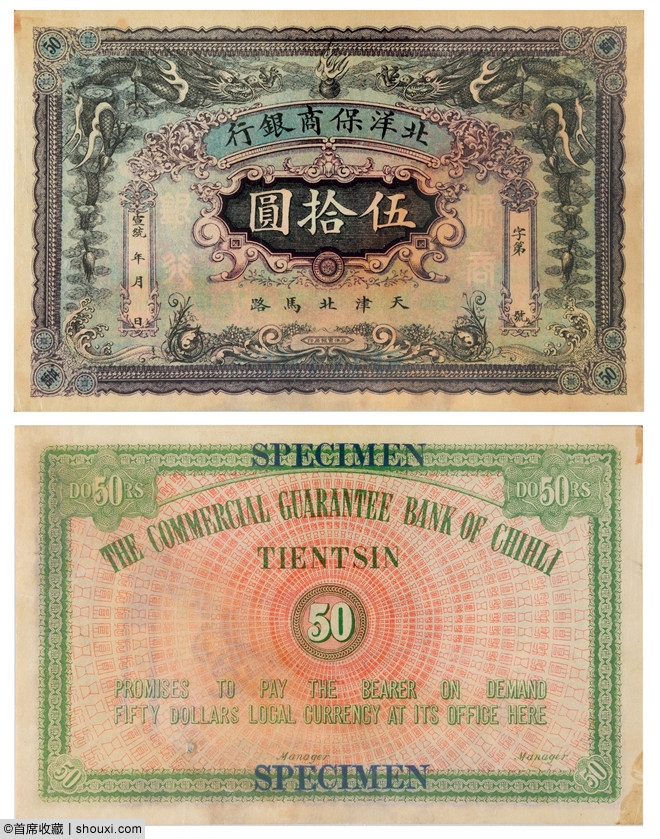 50
北洋保商銀行
伍拾圓
字第 號
宣統 年 月 日
天津北馬路
50
SPECIMEN
DO50RS DO50RS
THE COMMERCIAL GUARANTEE BANK OF CHIHLI
TIENTSIN
50
PROMISES TO PAY THE BEARER ON DEMAND
FIFTY DOLLARS LOCAL CURRENCY AT ITS OFFICE HERE
Manager Manager
50 50
SPECIMEN
©首席收藏 | shouxi.com